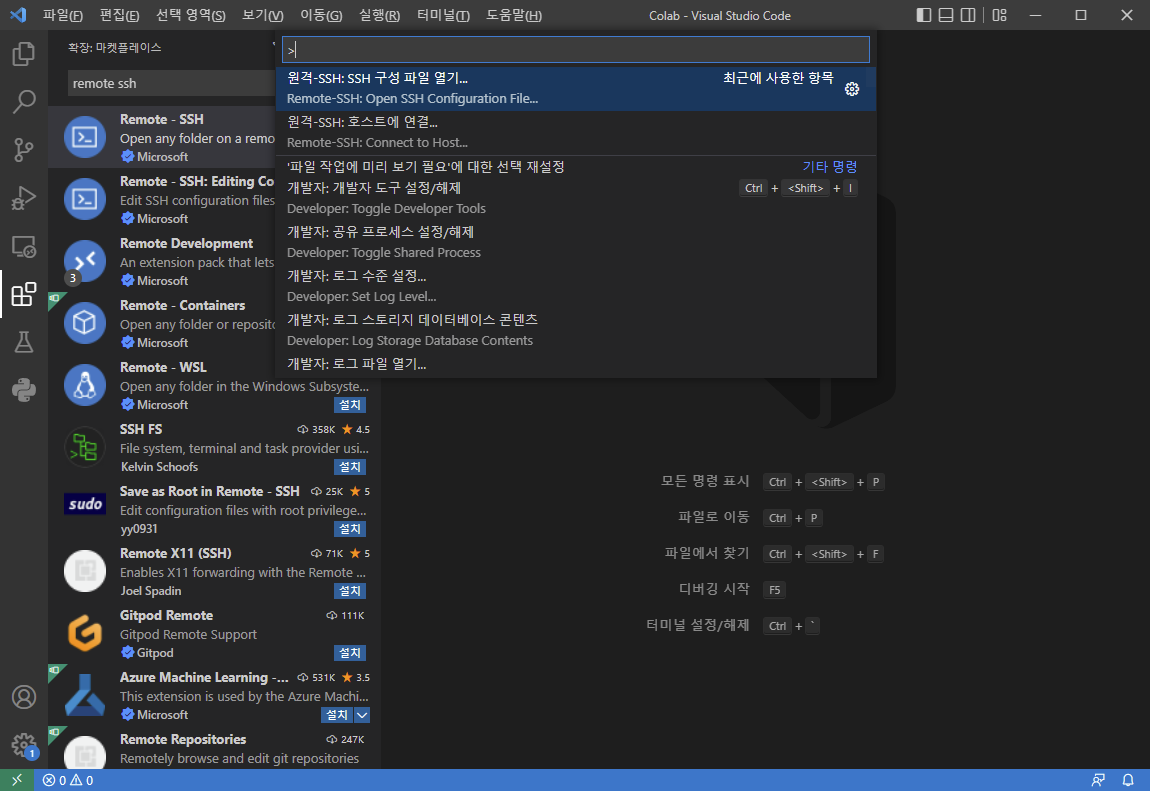 파일(F) 편집(E) 선택 영역(S) 보기(V) 이동(G) 실행(R) 터미널(T) 도움말(H) Colab - Visual Studio Code
확장: 마켓플레이스
remote ssh
>
원격-SSH: SSH 구성 파일 열기... 최근에 사용한 항목
Remote-SSH: Open SSH Configuration File...
원격-SSH: 호스트에 연결...
Remote-SSH: Connect to Host...
'파일 작업에 미리 보기 필요'에 대한 선택 재설정 기타 명령
개발자: 개발자 도구 설정/해제 Ctrl + <Shift> + I
Developer: Toggle Developer Tools
개발자: 공유 프로세스 설정/해제
Developer: Toggle Shared Process
개발자: 로그 수준 설정...
Developer: Set Log Level...
개발자: 로그 스토리지 데이터베이스 콘텐츠
Developer: Log Storage Database Contents
개발자: 로그 파일 열기...
Remote - SSH
Open any folder on a remo
Microsoft
Remote - SSH: Editing Co
Edit SSH configuration files
Microsoft
Remote Development
An extension pack that lets
3
Microsoft
Remote - Containers
Open any folder or reposito
Microsoft
Remote - WSL
Open any folder in the Windows Subsyste...
Microsoft 설치
SSH FS 358K ★ 4.5
File system, terminal and task provider usi...
Kelvin Schoofs 설치
Save as Root in Remote - SSH 25K ★ 5
sudo
Edit configuration files with root privilege...
yy0931 설치
Remote X11 (SSH) 71K ★ 5
Enables X11 forwarding with the Remote ...
Joel Spadin 설치
Gitpod Remote 111K
Gitpod Remote Support
Gitpod 설치
Azure Machine Learning -... 531K ★ 3.5
This extension is used by the Azure Machi...
Microsoft 설치
Remote Repositories 247K
Remotely browse and edit git repositories
모든 명령 표시 Ctrl + <Shift> + P
파일로 이동 Ctrl + P
파일에서 찾기 Ctrl + <Shift> + F
디버깅 시작 F5
터미널 설정/해제 Ctrl + `
1
0 0